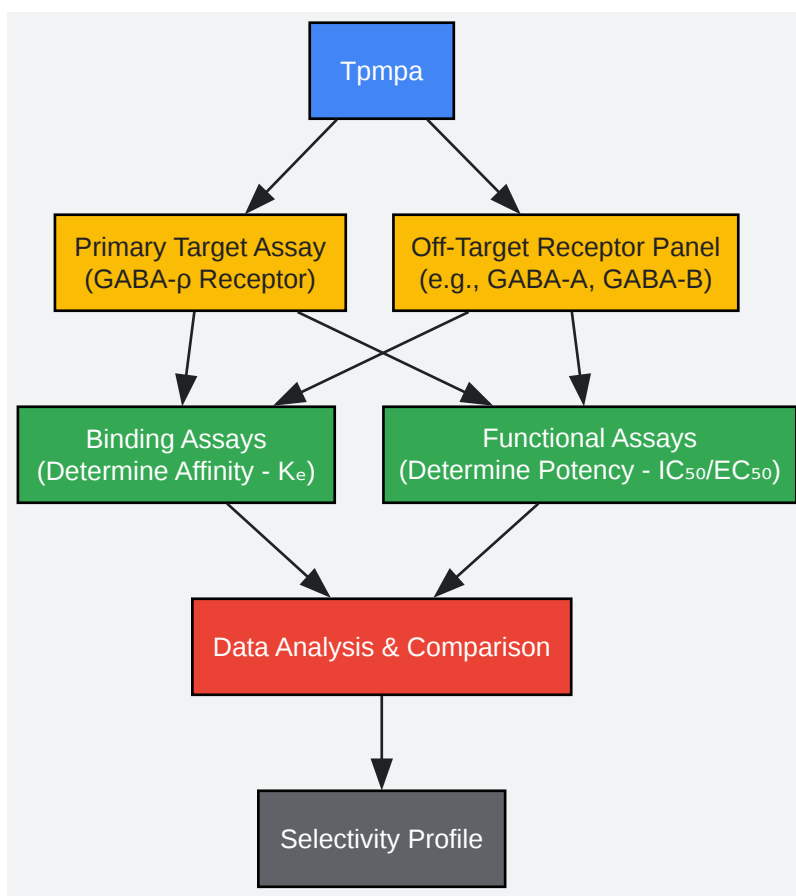 Tpmpa
Primary Target Assay
(GABA-ρ Receptor)
Off-Target Receptor Panel
(e.g., GABA-A, GABA-B)
Binding Assays
(Determine Affinity - Kₑ)
Functional Assays
(Determine Potency - IC₅₀/EC₅₀)
Data Analysis & Comparison
Selectivity Profile